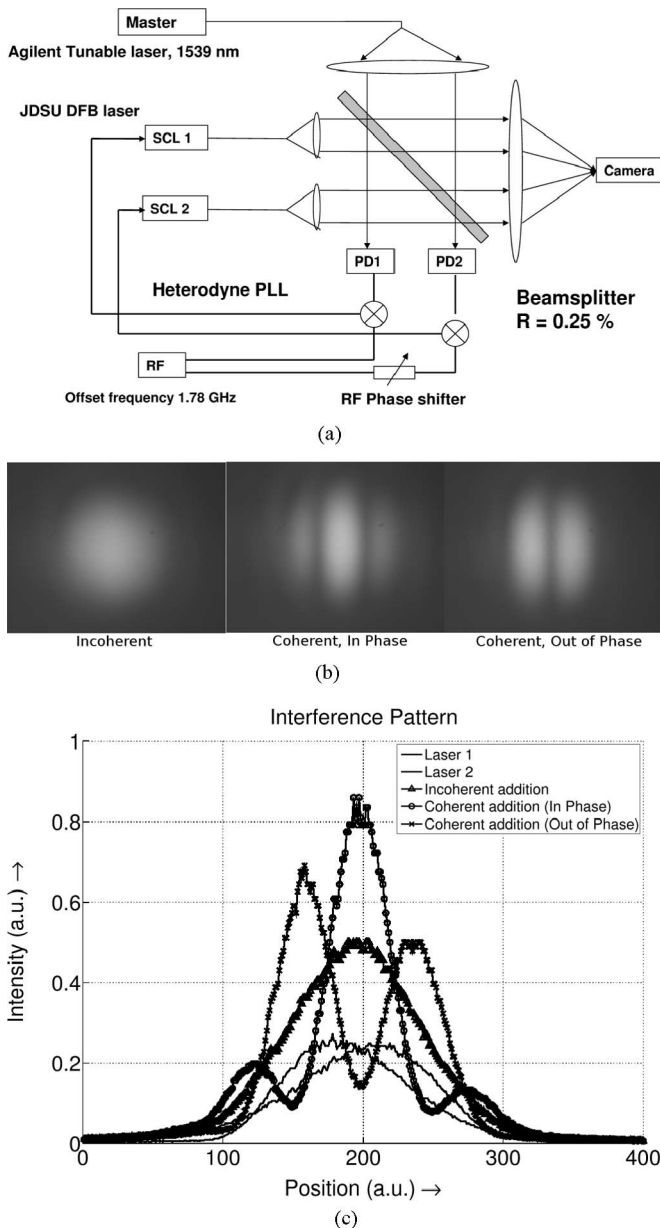 Master
Agilent Tunable laser, 1539 nm
JDSU DFB laser
SCL 1
SCL 2
Camera
PD1
PD2
Heterodyne PLL
Beamsplitter
R = 0.25 %
RF
Offset frequency 1.78 GHz
RF Phase shifter
(a)
Incoherent
Coherent, In Phase
Coherent, Out of Phase
(b)
Interference Pattern
Laser 1
Laser 2
Incoherent addition
Coherent addition (In Phase)
Coherent addition (Out of Phase)
1
0.8
0.6
0.4
0.2
0
Intensity (a.u.) →
0
100
200
300
400
Position (a.u.) →
(c)